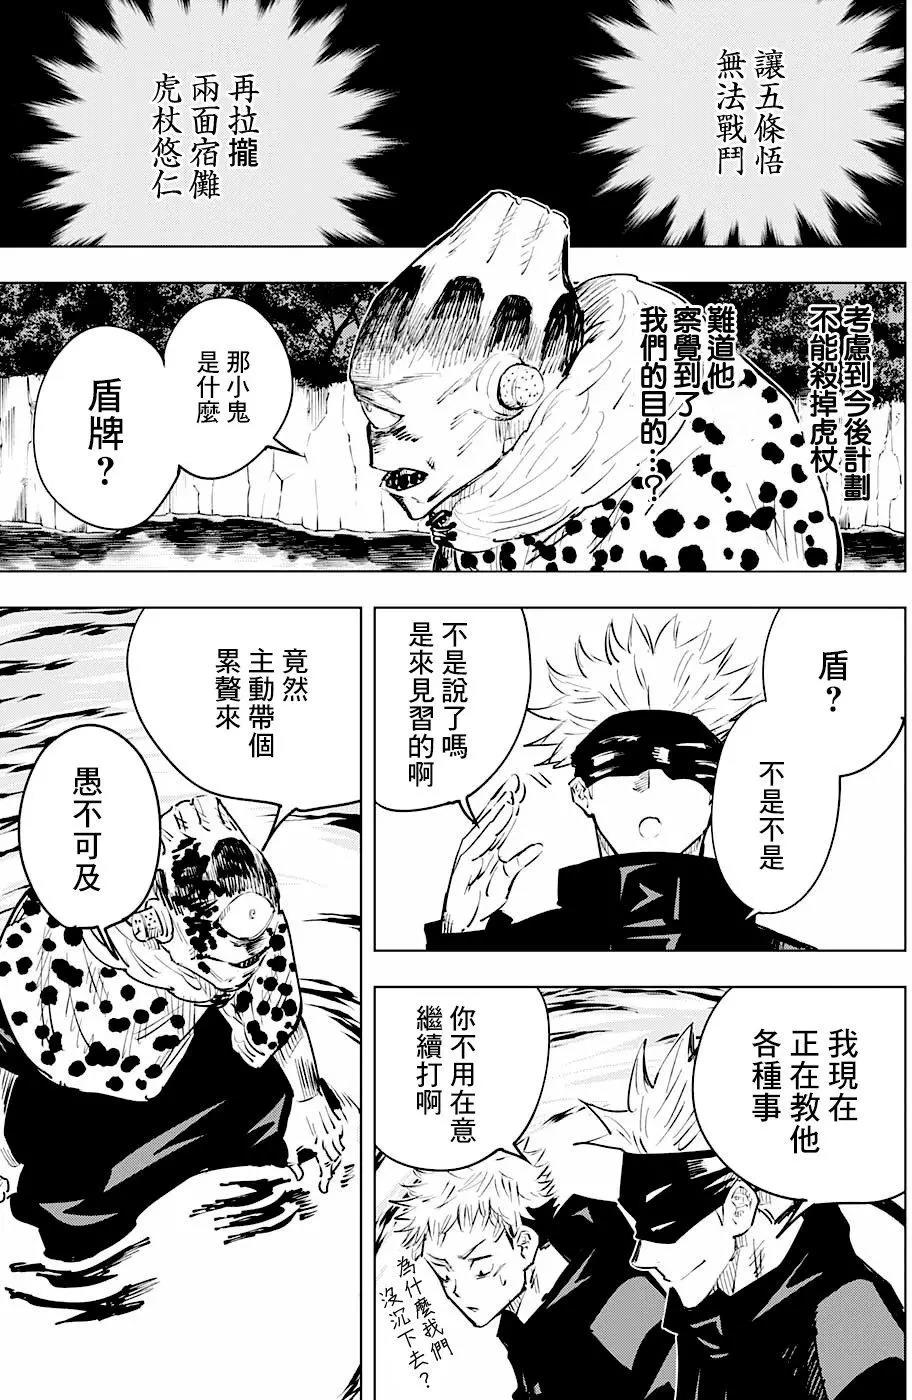 讓五條悟
無法戰鬥
再拉攏
兩面宿儺
虎杖悠仁
考慮到今後計劃
不能殺掉虎杖
難道他
察覺到了
我們的目的…？
那小鬼
是什麼
盾牌？
盾？
不是不是
不是說了嗎
是來見習的啊
我現在
正在教他
各種事
你不用在意
繼續打啊
為什麼我們
沒沉下去？
竟然
主動帶個
累贅來
愚不可及